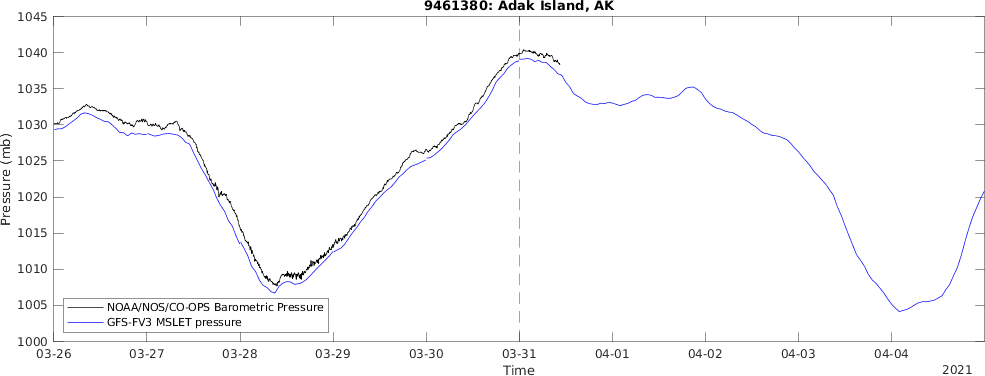 9461380: Adak Island, AK
Pressure (mb)
1045
1040
1035
1030
1025
1020
1015
1010
1005
1000
NOAA/NOS/CO-OPS Barometric Pressure
GFS-FV3 MSLET pressure
03-26 03-27 03-28 03-29 03-30 03-31 04-01 04-02 04-03 04-04
Time
2021